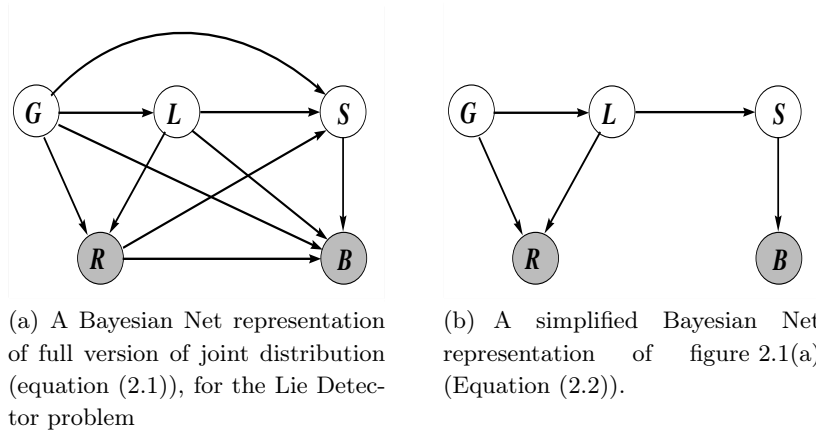 G
L
S
R
B
(a) A Bayesian Net representation
of full version of joint distribution
(equation (2.1)), for the Lie Detec-
tor problem
G
L
S
R
B
(b) A simplified Bayesian Net
representation of figure 2.1(a)
(Equation (2.2)).